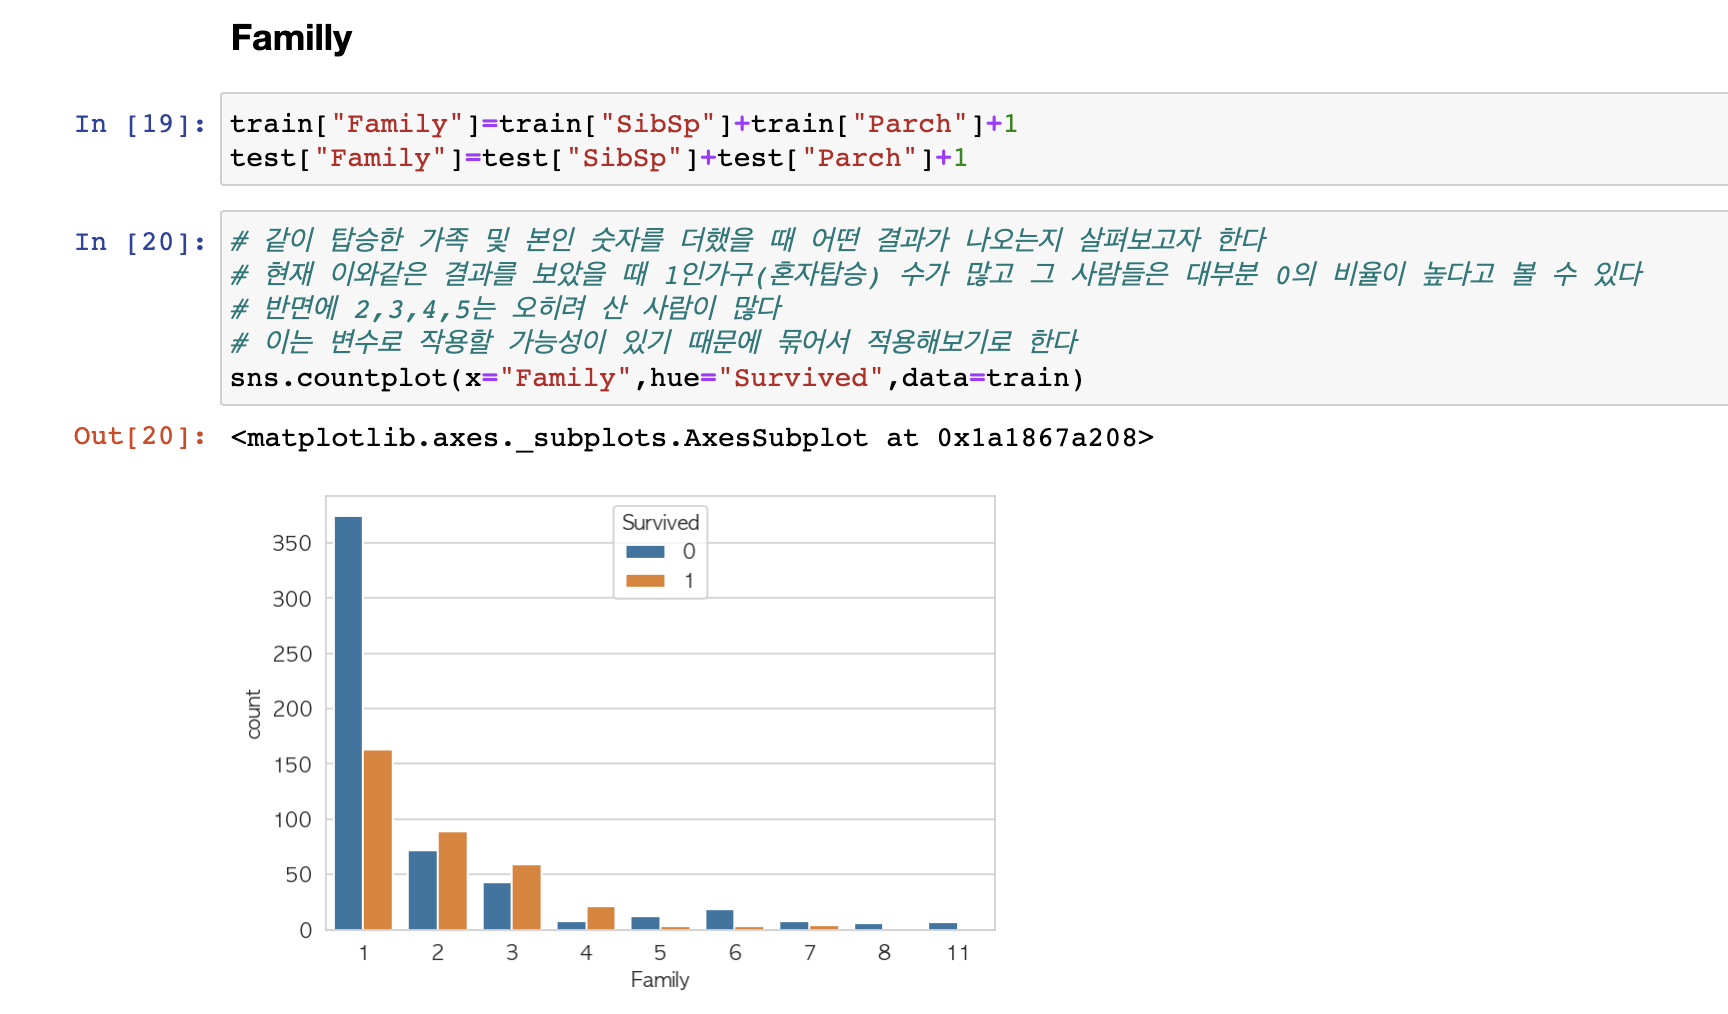 Familly
In [19]:
train["Family"]=train["SibSp"]+train["Parch"]+1
test["Family"]=test["SibSp"]+test["Parch"]+1
In [20]:
# 같이 탑승한 가족 및 본인 숫자를 더했을 때 어떤 결과가 나오는지 살펴보고자 한다
# 현재 이와같은 결과를 보았을 때 1인가구(혼자탑승) 수가 많고 그 사람들은 대부분 0의 비율이 높다고 볼 수 있다
# 반면에 2,3,4,5는 오히려 산 사람이 많다
# 이는 변수로 작용할 가능성이 있기 때문에 묶어서 적용해보기로 한다
sns.countplot(x="Family",hue="Survived",data=train)
Out[20]:
<matplotlib.axes._subplots.AxesSubplot at 0x1a1867a208>
Survived
0
1
350
300
250
200
150
100
50
0
count
1 2 3 4 5 6 7 8 11
Family